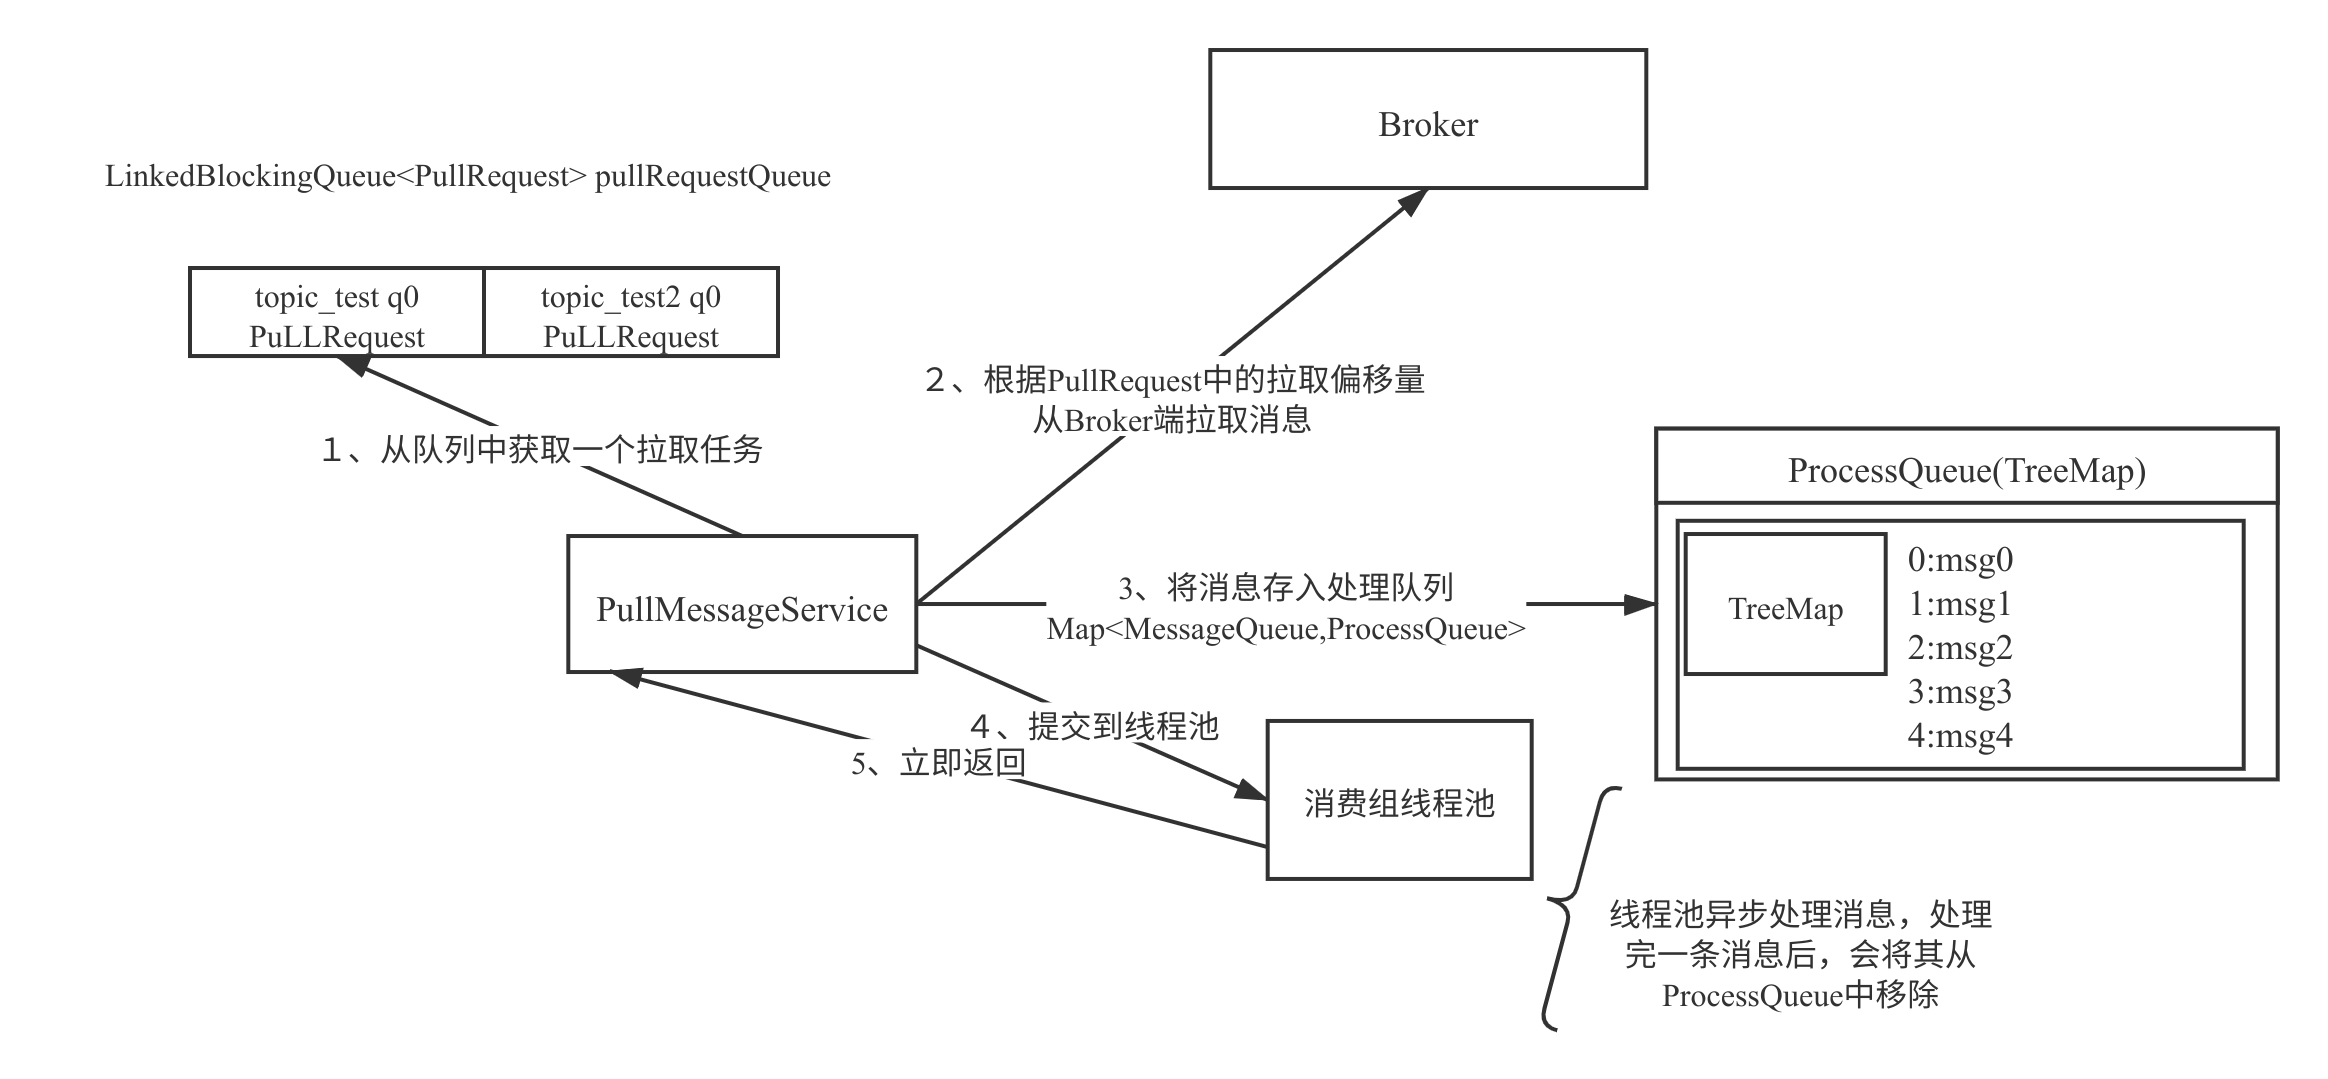 Broker
LinkedBlockingQueue<PullRequest> pullRequestQueue
topic_test q0
PuLLRequest
topic_test2 q0
PuLLRequest
２、根据PullRequest中的拉取偏移量
从Broker端拉取消息
１、从队列中获取一个拉取任务
ProcessQueue(TreeMap)
PullMessageService
3、将消息存入处理队列
Map<MessageQueue,ProcessQueue>
TreeMap
0:msg0
1:msg1
2:msg2
3:msg3
4:msg4
４、提交到线程池
5、立即返回
消费组线程池
线程池异步处理消息，处理
完一条消息后，会将其从
ProcessQueue中移除